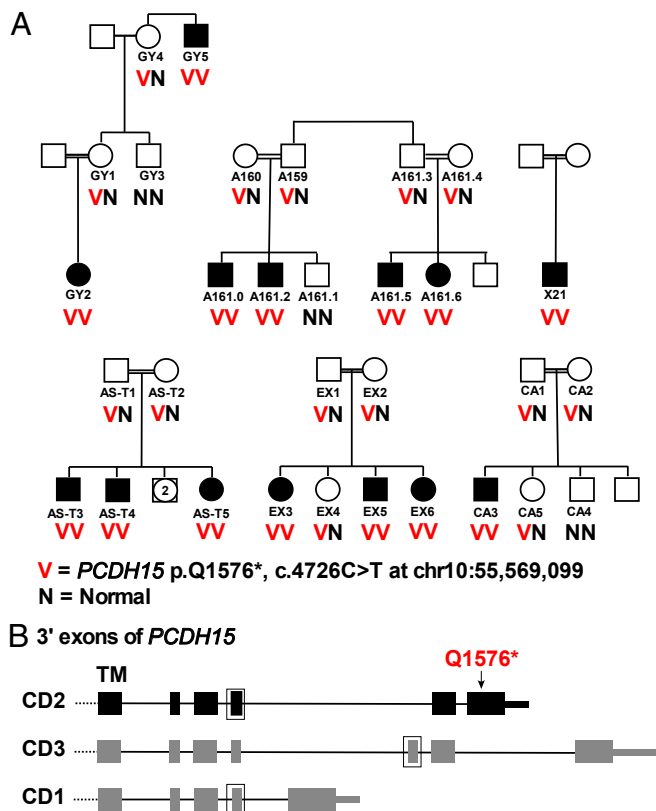 A
GY4 GY5
VN VV
GY1 GY3 A160 A159 A161.3 A161.4
VN NN VN VN VN VN
GY2 A161.0 A161.2 A161.1 A161.5 A161.6 X21
VV VV VV NN VV VV VV
AS-T1 AS-T2 EX1 EX2 CA1 CA2
VN VN VN VN VN VN
2
AS-T3 AS-T4 AS-T5 EX3 EX4 EX5 EX6 CA3 CA5 CA4
VV VV VV VV VN VV VV VV VN NN
V = PCDH15 p.Q1576*, c.4726C>T at chr10:55,569,099
N = Normal
B 3' exons of PCDH15
TM Q1576*
CD2
CD3
CD1